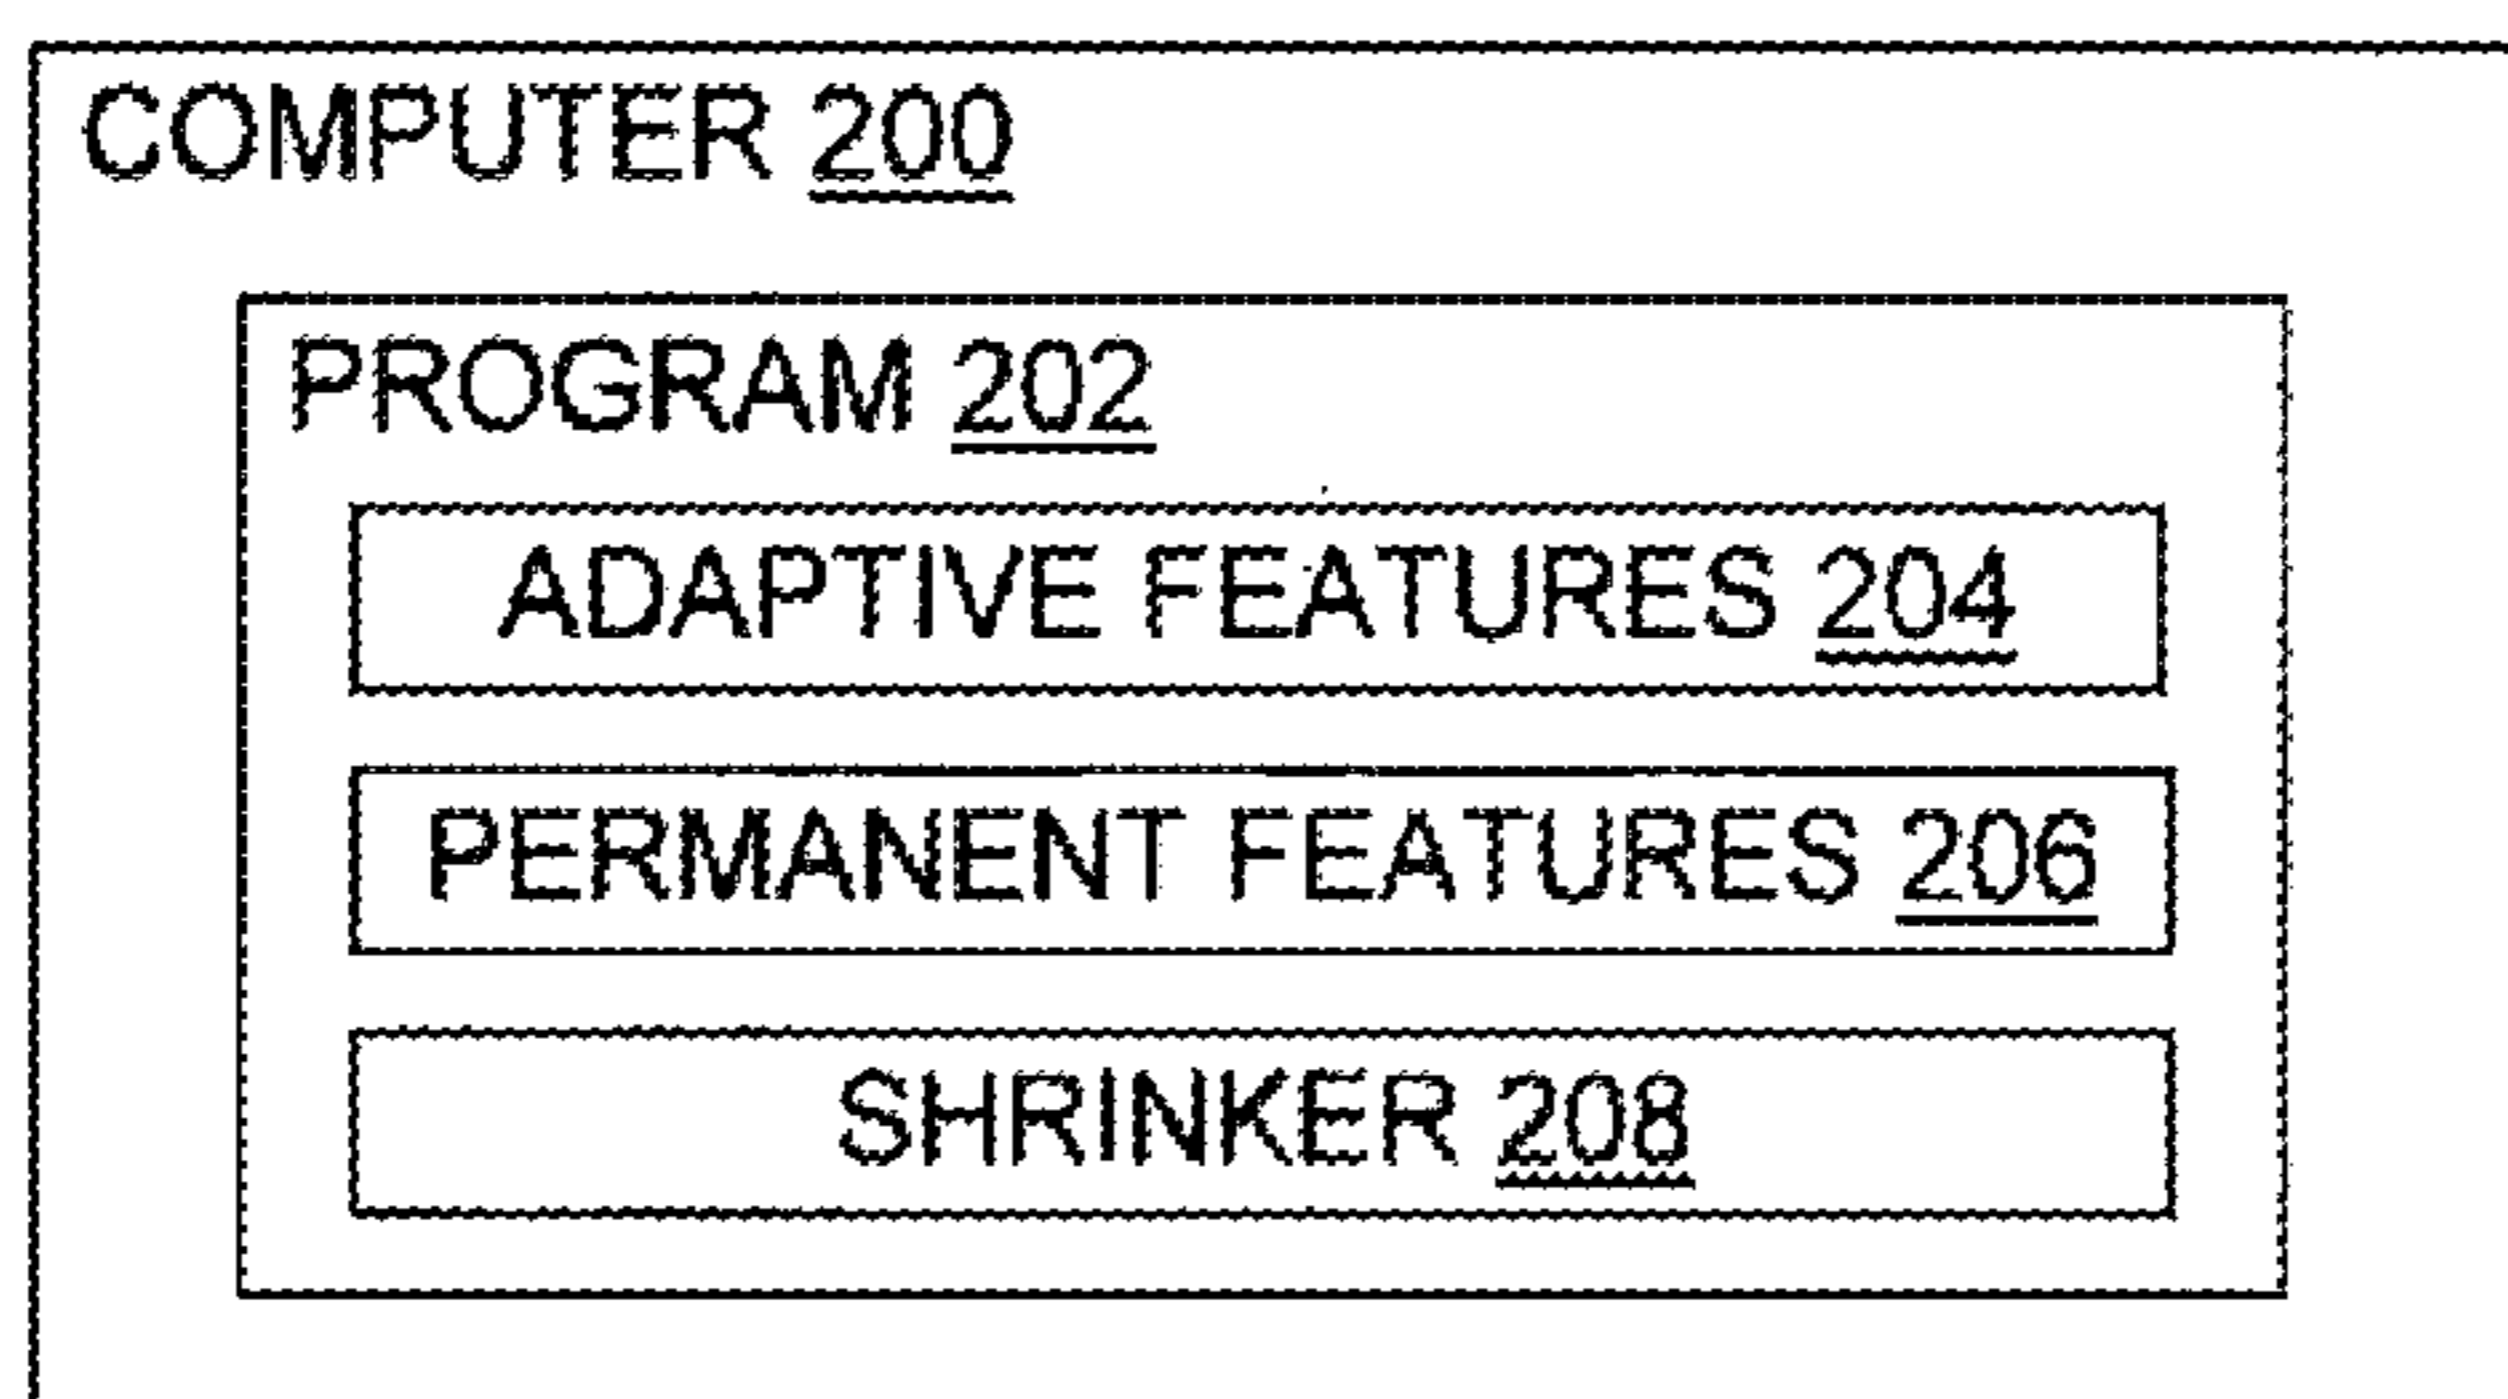 COMPUTER 200
PROGRAM 202
ADAPTIVE FEATURES 204
PERMANENT FEATURES 206
SHRINKER 208